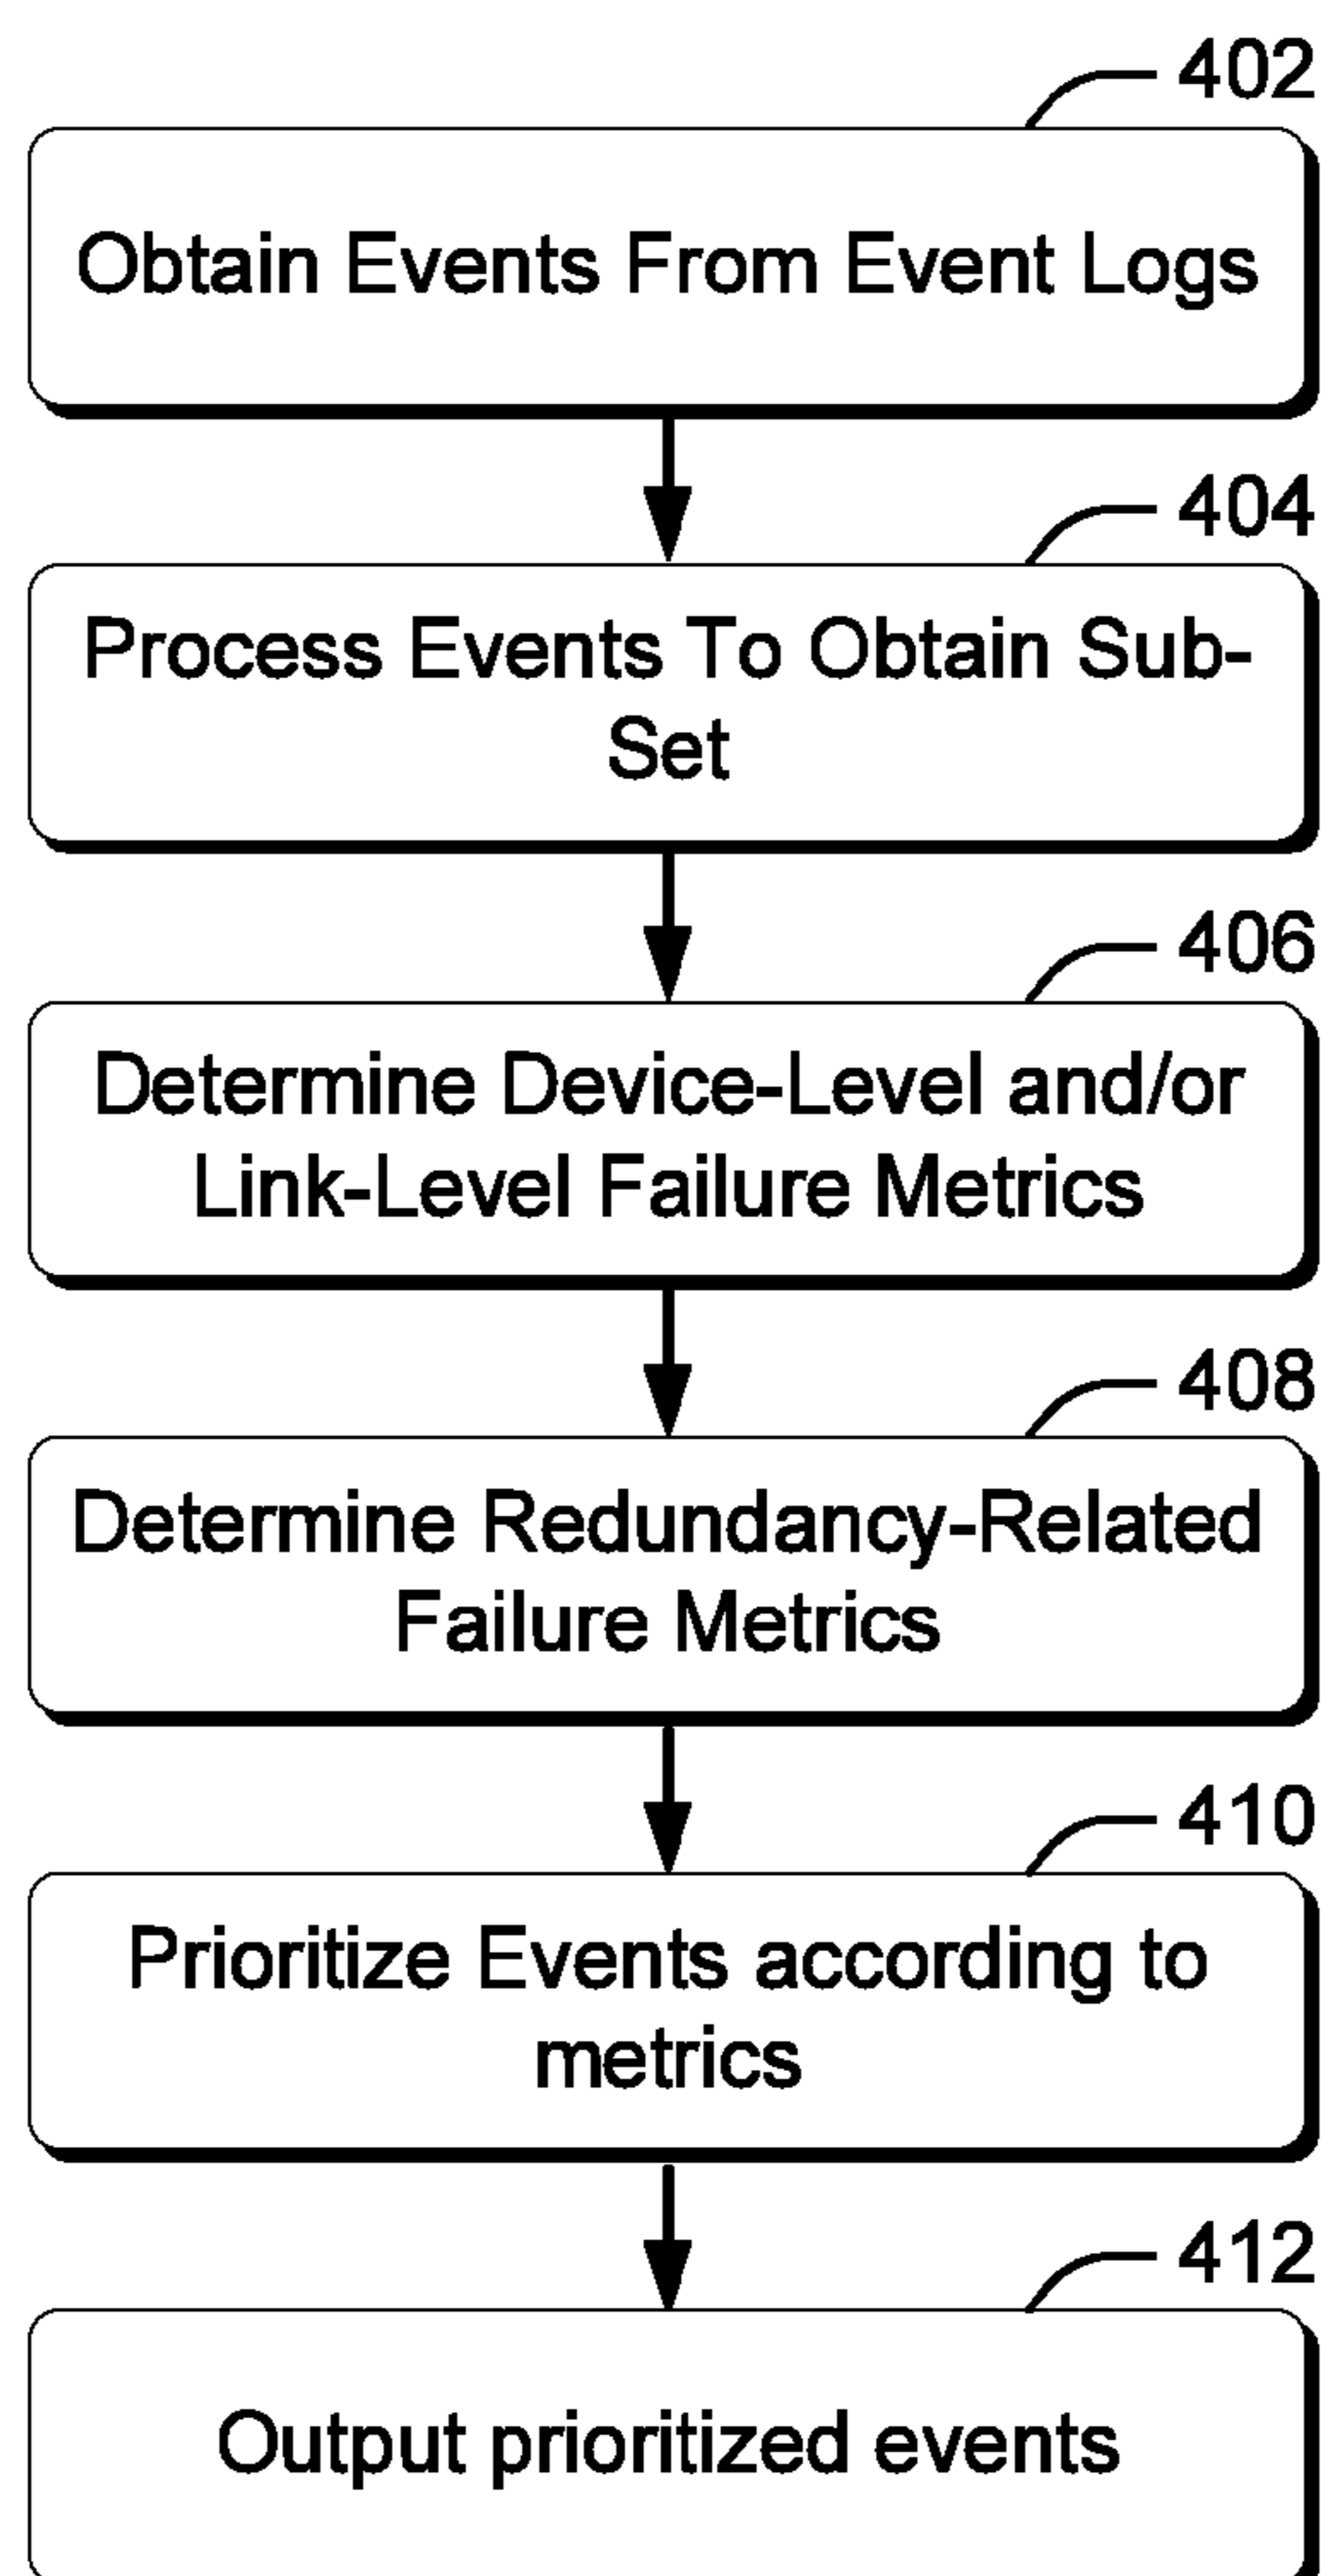 402
Obtain Events From Event Logs
404
Process Events To Obtain Sub-
Set
406
Determine Device-Level and/or
Link-Level Failure Metrics
408
Determine Redundancy-Related
Failure Metrics
410
Prioritize Events according to
metrics
412
Output prioritized events